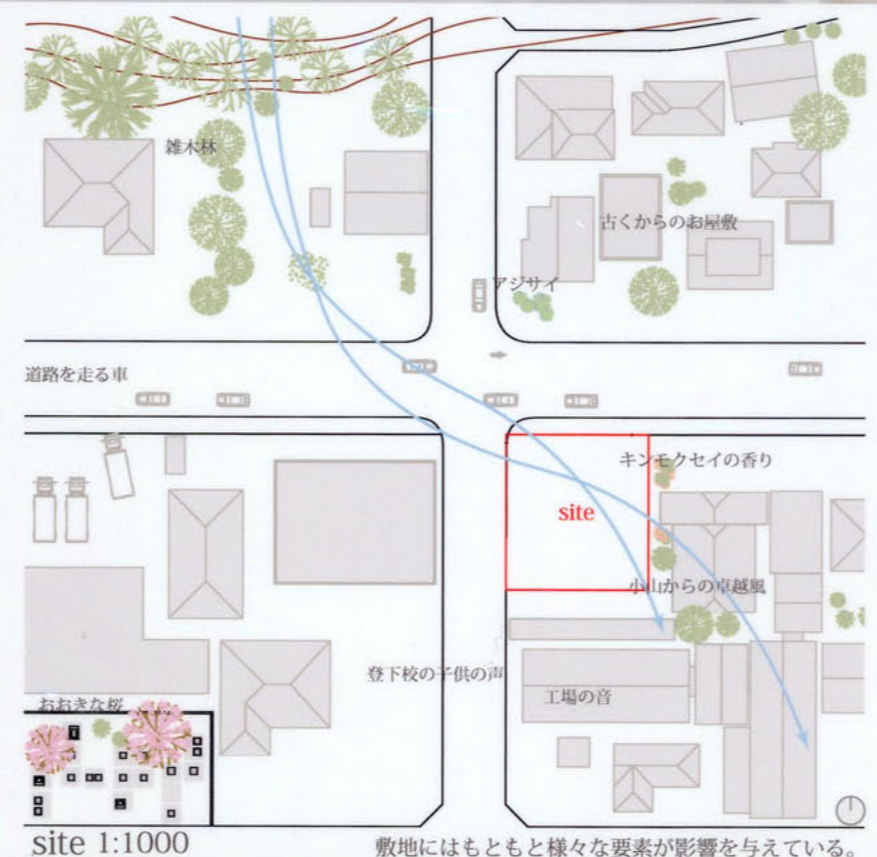 雑木林
古くからのお屋敷
アジサイ
道路を走る車
キンモクセイの香り
site
小山からの卓越風
登下校の子供の声
工場の音
おおきな桜
site 1:1000
敷地にはもともと様々な要素が影響を与えている。